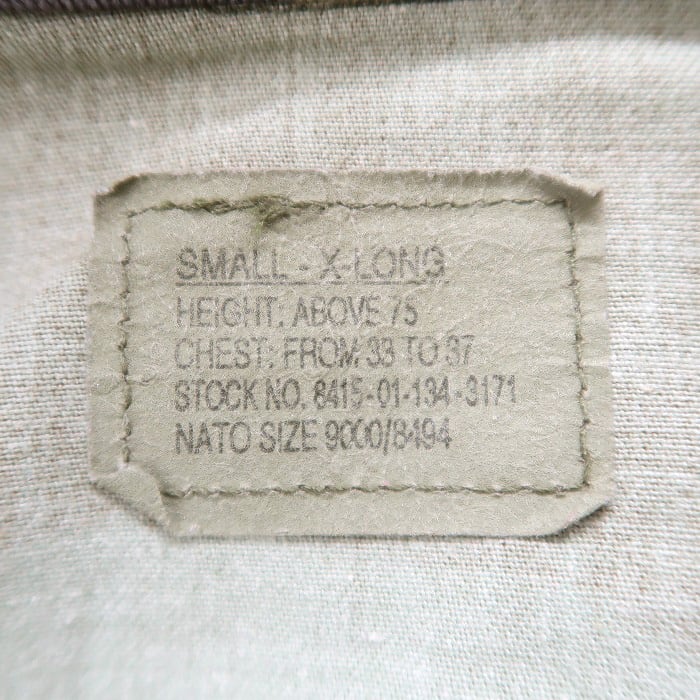 SMALL - X-LONG
HEIGHT: ABOVE 75
CHEST: FROM 33 TO 37
STOCK NO. 8415-01-134-3171
NATO SIZE 9000/8494